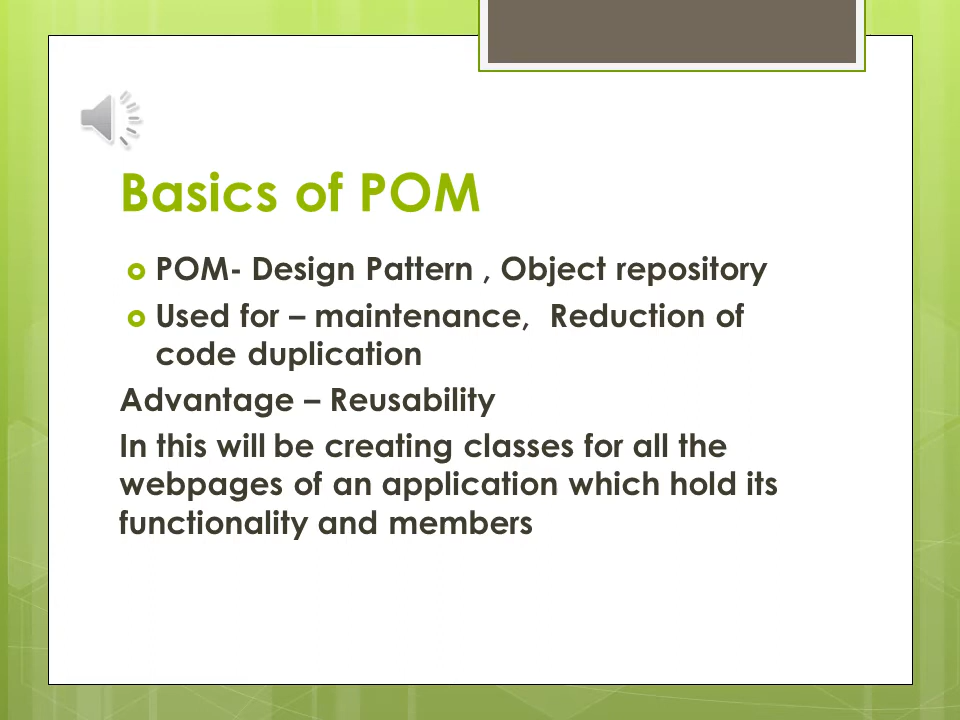 Basics of POM
POM- Design Pattern , Object repository
Used for – maintenance,  Reduction of
code duplication
Advantage – Reusability
In this will be creating classes for all the
webpages of an application which hold its
functionality and members